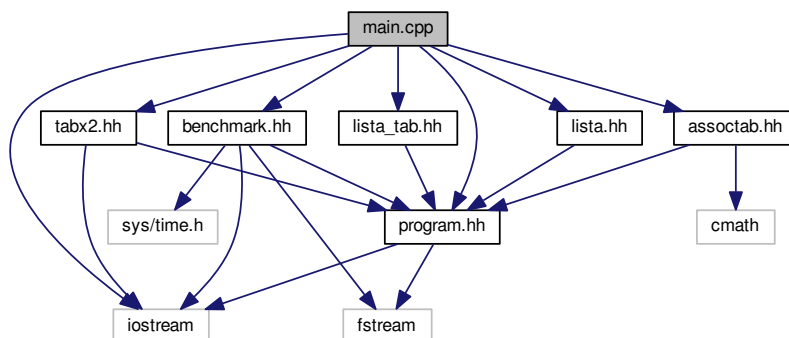 main.cpp
tabx2.hh
benchmark.hh
lista_tab.hh
lista.hh
assoctab.hh
sys/time.h
program.hh
cmath
iostream
fstream